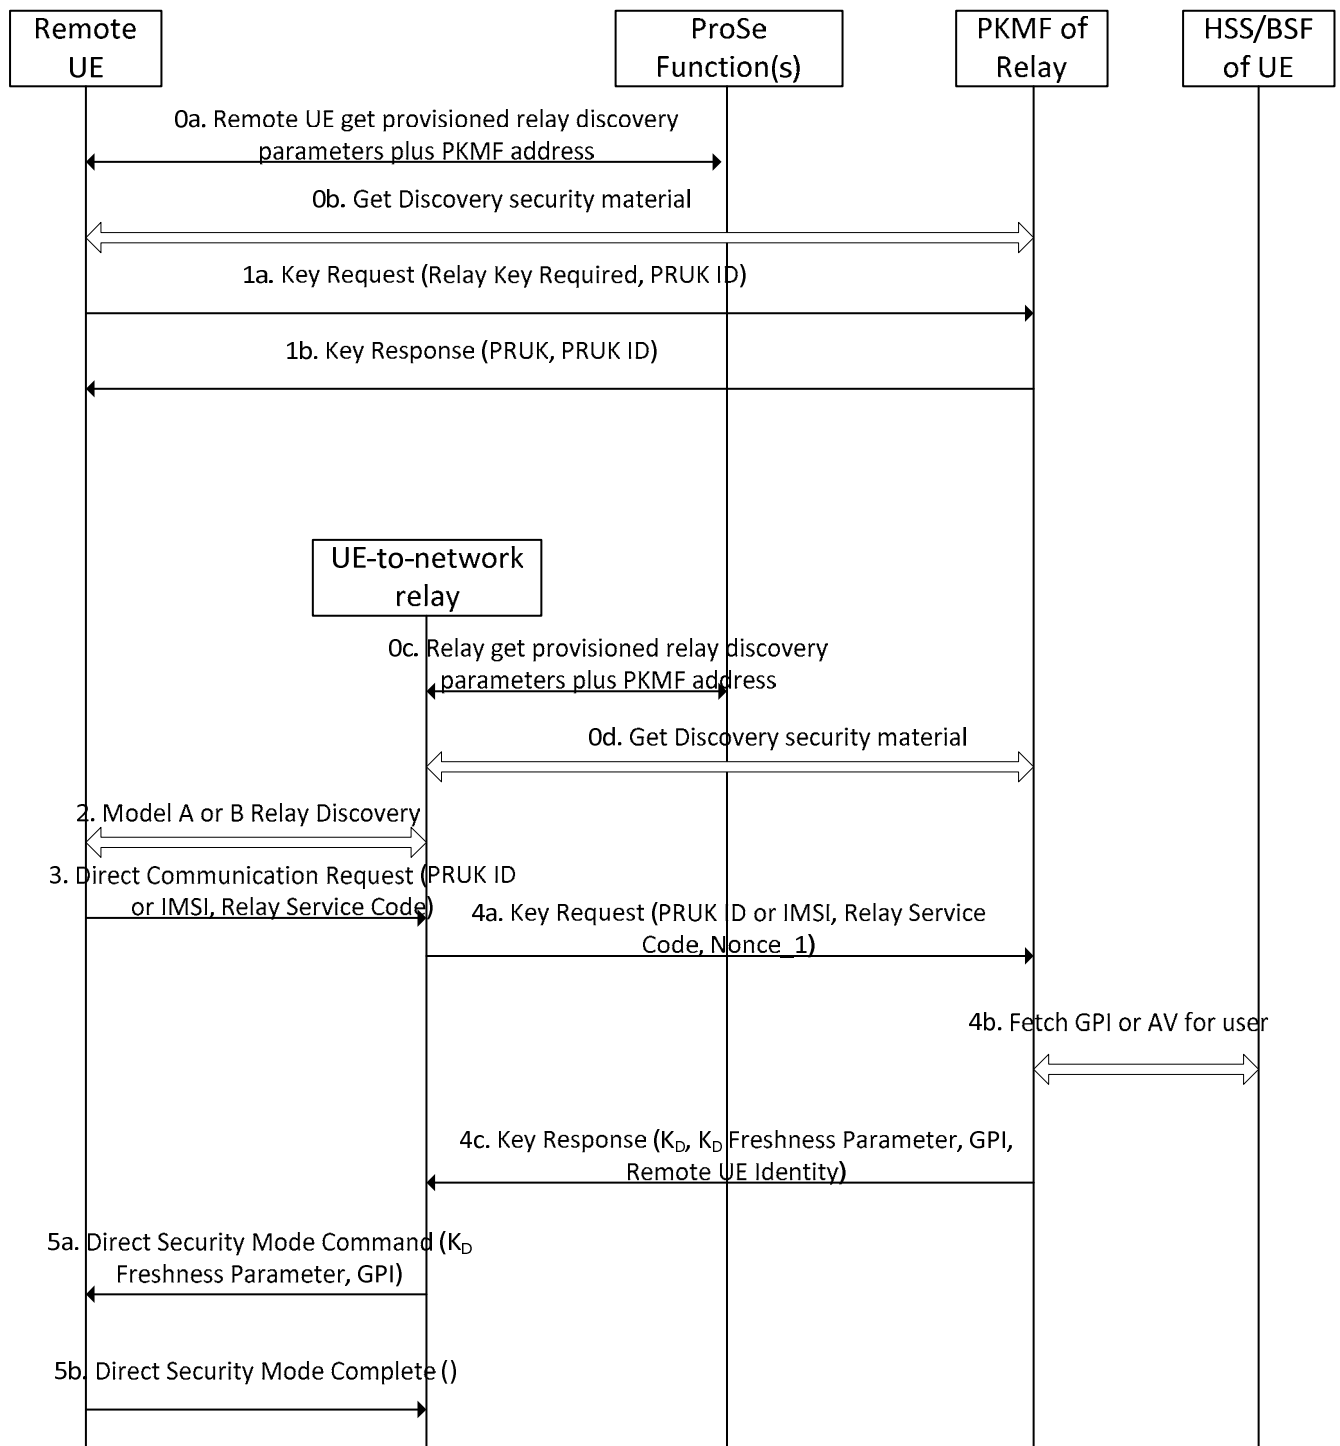 Remote
UE
ProSe
Function(s)
PKMF of
Relay
HSS/BSF
of UE
0a. Remote UE get provisioned relay discovery
parameters plus PKMF address
0b. Get Discovery security material
1a. Key Request (Relay Key Required, PRUK ID)
1b. Key Response (PRUK, PRUK ID)
UE-to-network
relay
0c. Relay get provisioned relay discovery
parameters plus PKMF address
0d. Get Discovery security material
2. Model A or B Relay Discovery
3. Direct Communication Request (PRUK ID
or IMSI, Relay Service Code)
4a. Key Request (PRUK ID or IMSI, Relay Service
Code, Nonce_1)
4b. Fetch GPI or AV for user
4c. Key Response (KD, KD Freshness Parameter, GPI,
Remote UE Identity)
5a. Direct Security Mode Command (KD
Freshness Parameter, GPI)
5b. Direct Security Mode Complete ()